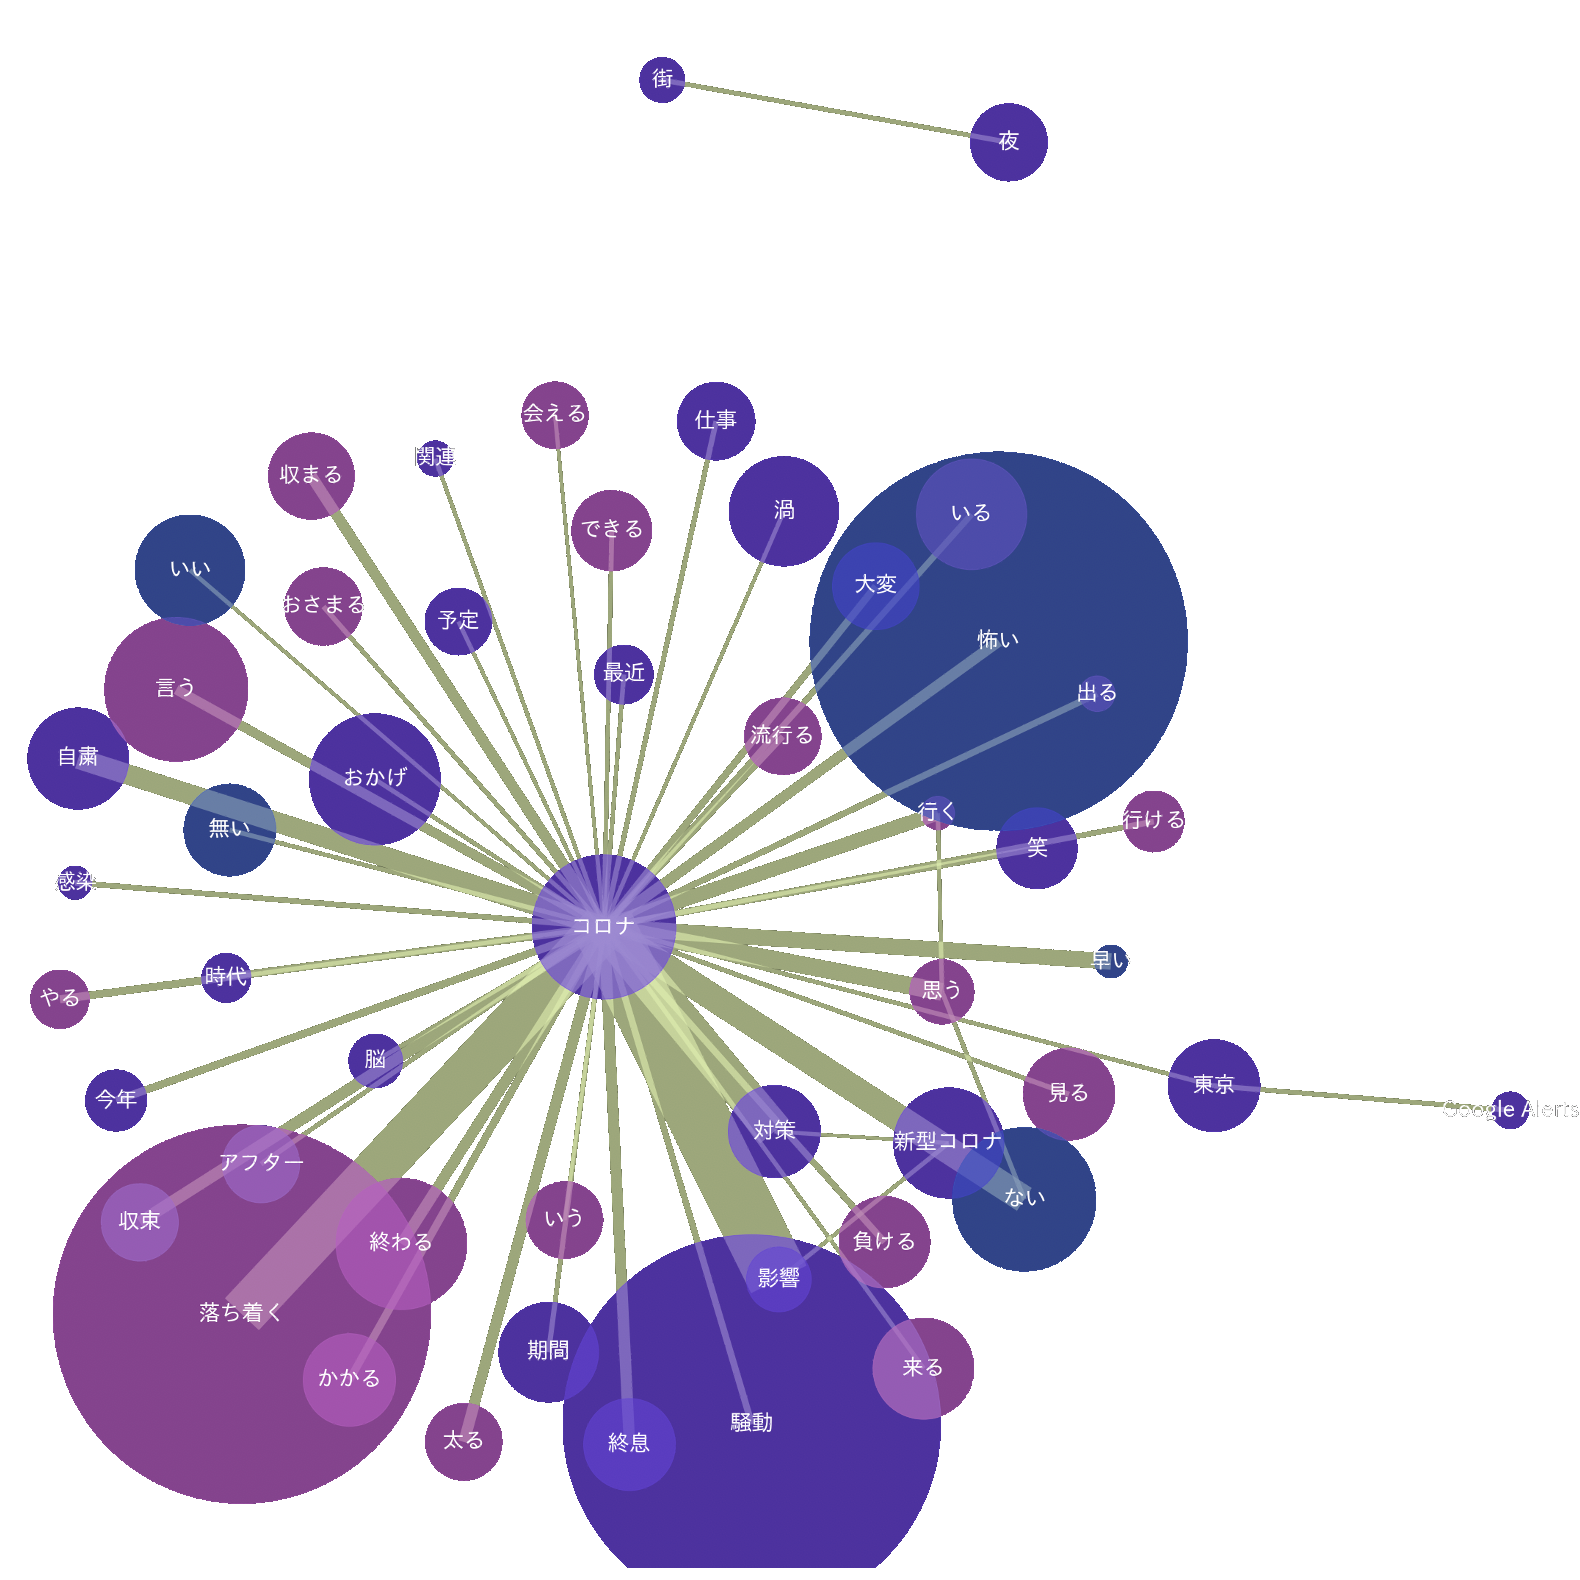 街
夜
会える
仕事
関連
収まる
渦
いる
できる
いい
大変
おさまる
予定
怖い
最近
言う
出る
流行る
自粛
おかげ
行く
行ける
無い
笑
感染
コロナ
早い
時代
思う
やる
脳
東京
見る
今年
Google Alerts
対策
新型コロナ
アフター
ない
いう
収束
終わる
負ける
影響
落ち着く
期間
来る
かかる
騒動
太る
終息